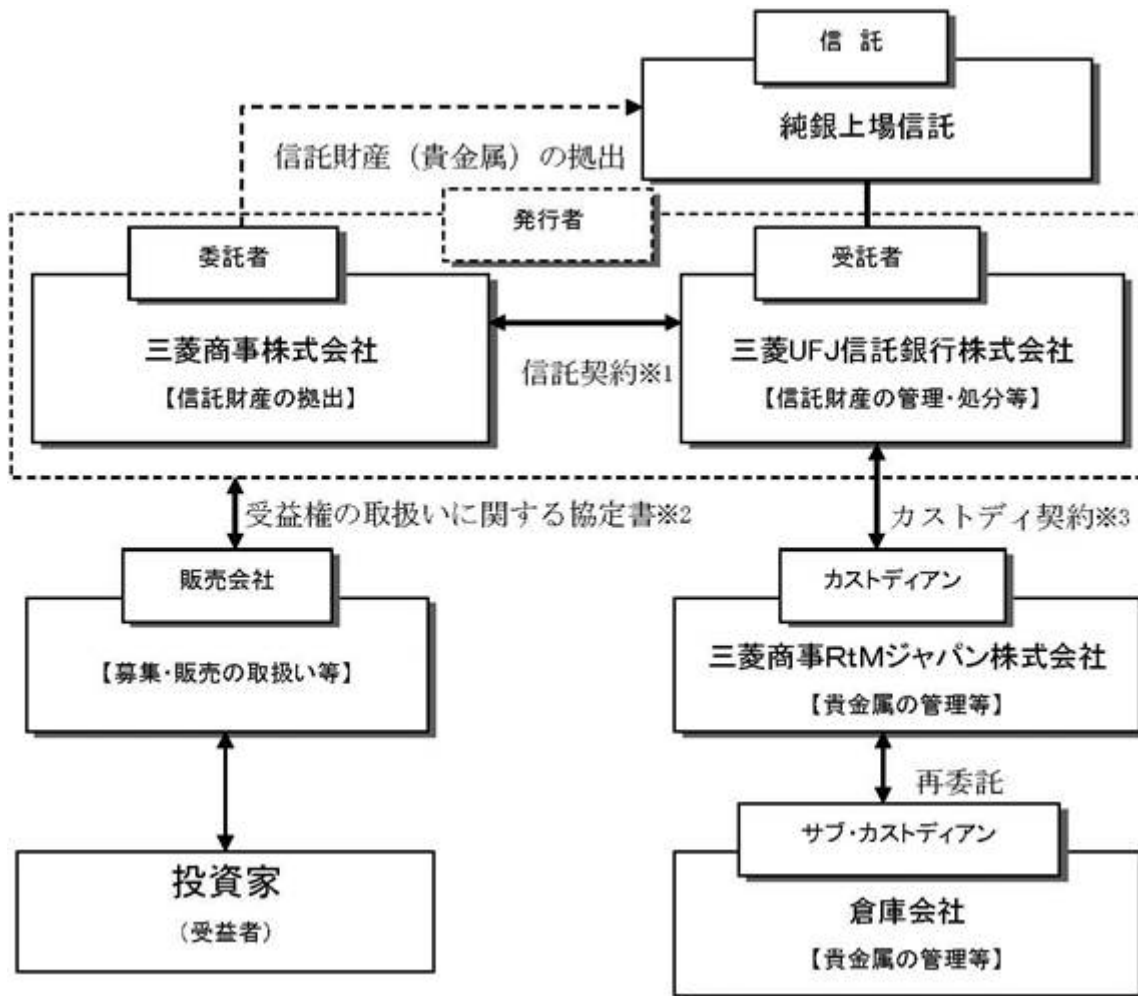 信 託
純銀上場信託
信託財産（貴金属）の拠出
発行者
委託者
受託者
三菱商事株式会社
【信託財産の拠出】
信託契約※1
三菱UFJ信託銀行株式会社
【信託財産の管理・処分等】
受益権の取扱いに関する協定書※2
カストディ契約※3
販売会社
【募集・販売の取扱い等】
カストディアン
三菱商事RtMジャパン株式会社
【貴金属の管理等】
再委託
投資家
（受益者）
サブ・カストディアン
倉庫会社
【貴金属の管理等】